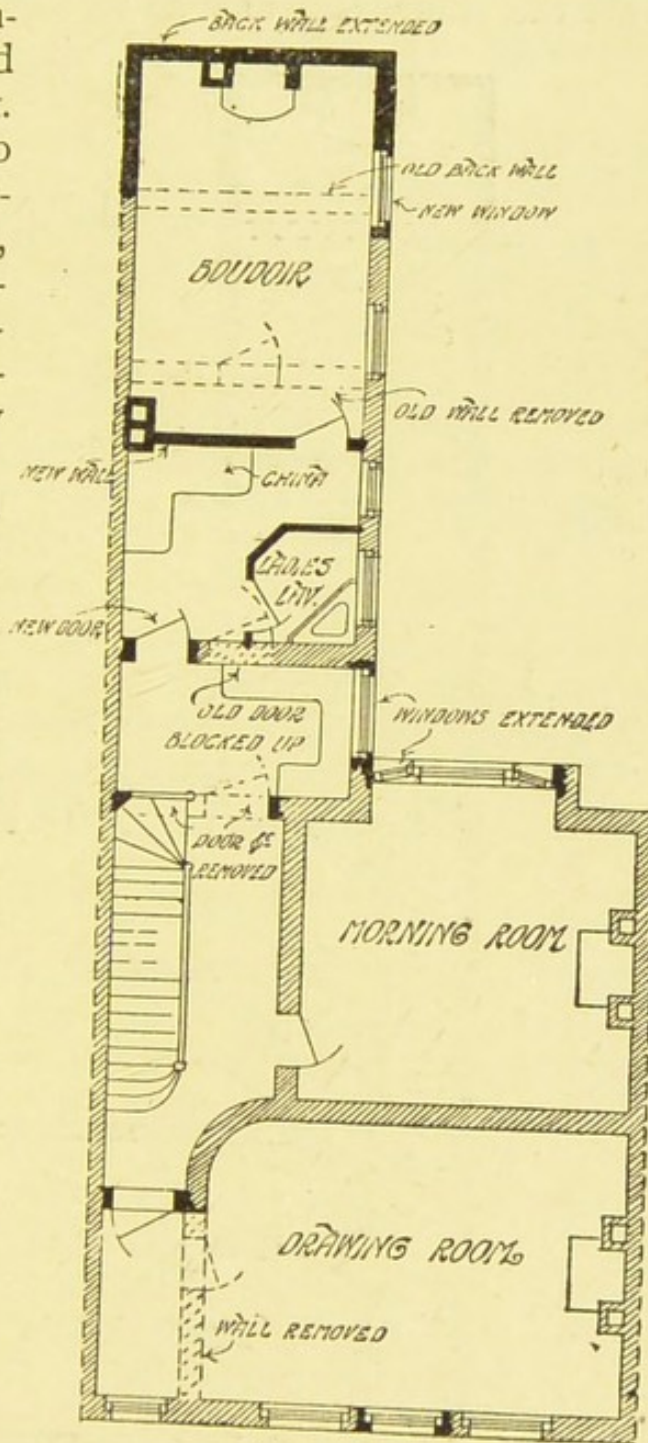 BACK WALL EXTENDED
OLD BACK WALL
NEW WINDOW
BOUDOIR
OLD WALL REMOVED
NEW WALL
CHINA
LADIES
LAV.
NEW DOOR
OLD DOOR
BLOCKED UP
WINDOWS EXTENDED
DOOR &c
REMOVED
MORNING ROOM
DRAWING ROOM
WALL REMOVED